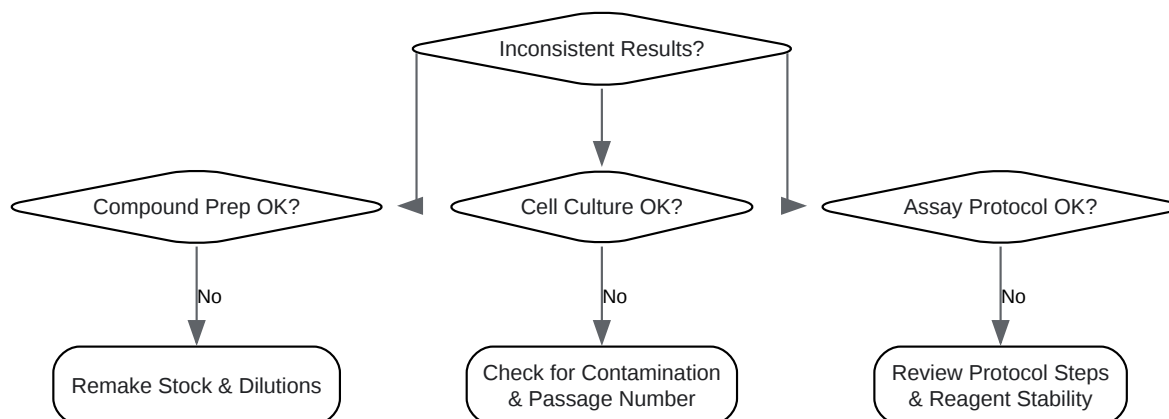 Inconsistent Results?
Compound Prep OK?
Cell Culture OK?
Assay Protocol OK?
No
No
No
Remake Stock & Dilutions
Check for Contamination
& Passage Number
Review Protocol Steps
& Reagent Stability